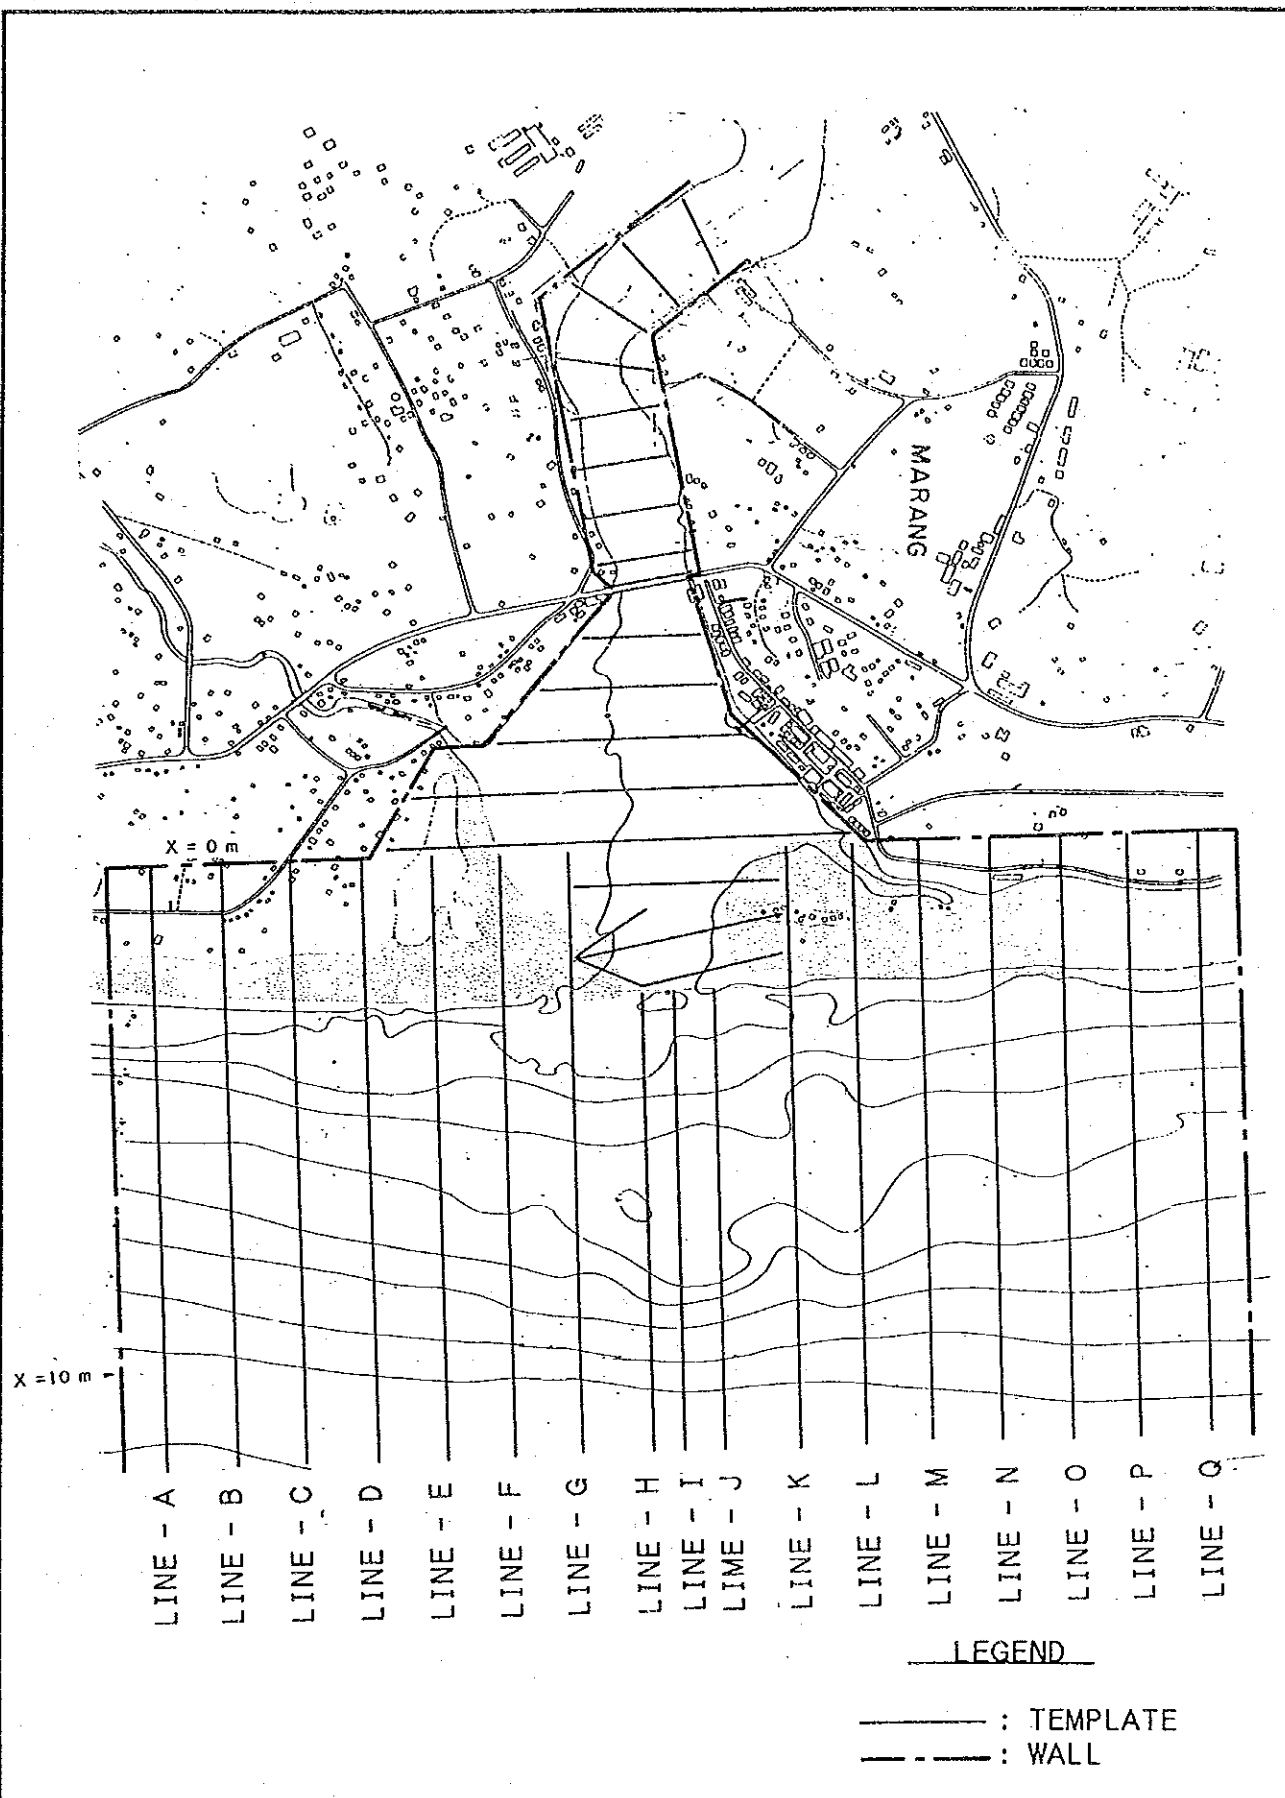 MARANG
X = 0 m
X =10 m
LINE - A
LINE - B
LINE - C
LINE - D
LINE - E
LINE - F
LINE - G
LINE - H
LINE - I
LIME - J
LINE - K
LINE - L
LINE - M
LINE - N
LINE - O
LINE - P
LINE - Q
LEGEND
: TEMPLATE
: WALL